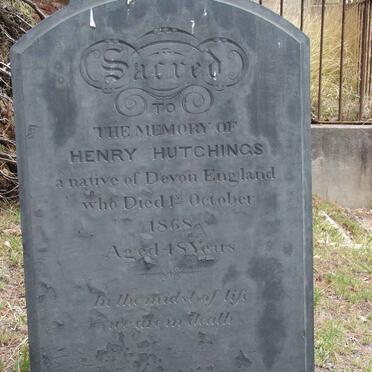 Sacred
TO
THE MEMORY OF
HENRY HUTCHINGS
a native of Devon England
who Died 1st October
1868
Aged 48 Years
In the midst of life
we are in death